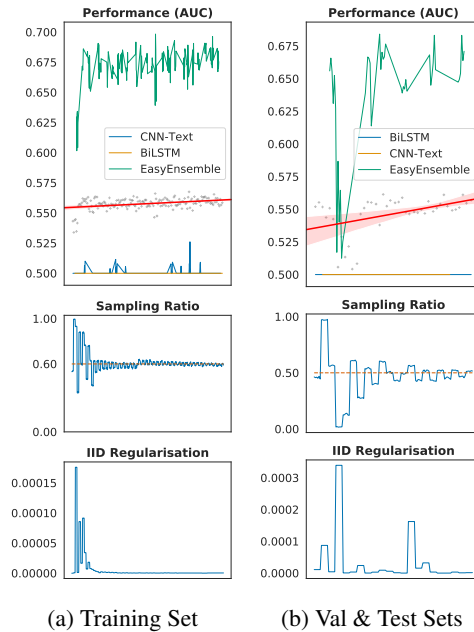 Performance (AUC)
0.700
0.675
0.650
0.625
0.600
0.575
0.550
0.525
0.500
CNN-Text
BiLSTM
EasyEnsemble
Sampling Ratio
1.00
0.60
0.00
IID Regularisation
0.00015
0.00010
0.00005
0.00000
(a) Training Set
Performance (AUC)
0.675
0.650
0.625
0.600
0.575
0.550
0.525
0.500
BiLSTM
CNN-Text
EasyEnsemble
Sampling Ratio
1.00
0.50
0.00
IID Regularisation
0.0003
0.0002
0.0001
0.0000
(b) Val & Test Sets